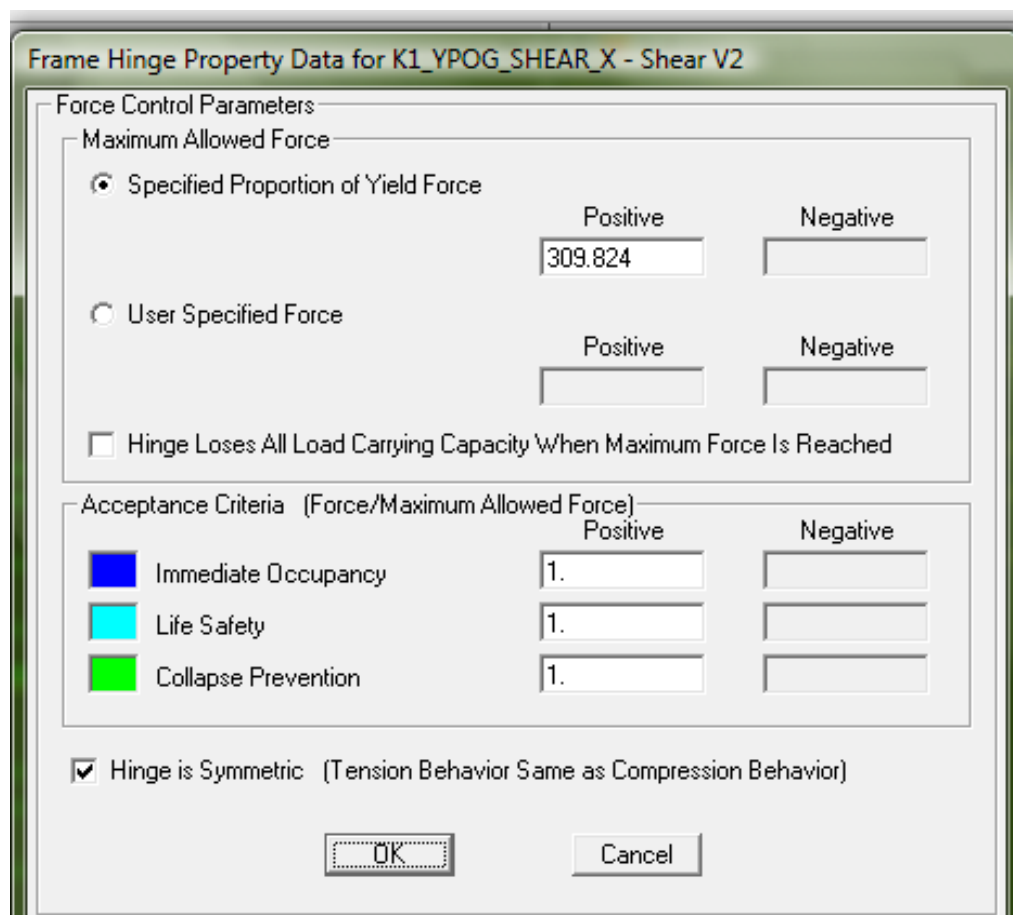 Frame Hinge Property Data for K1_YPOG_SHEAR_X - Shear V2
Force Control Parameters
Maximum Allowed Force
Specified Proportion of Yield Force
Positive Negative
309.824
User Specified Force
Positive Negative
Hinge Loses All Load Carrying Capacity When Maximum Force Is Reached
Acceptance Criteria (Force/Maximum Allowed Force)
Positive Negative
Immediate Occupancy 1.
Life Safety 1.
Collapse Prevention 1.
Hinge is Symmetric (Tension Behavior Same as Compression Behavior)
OK Cancel